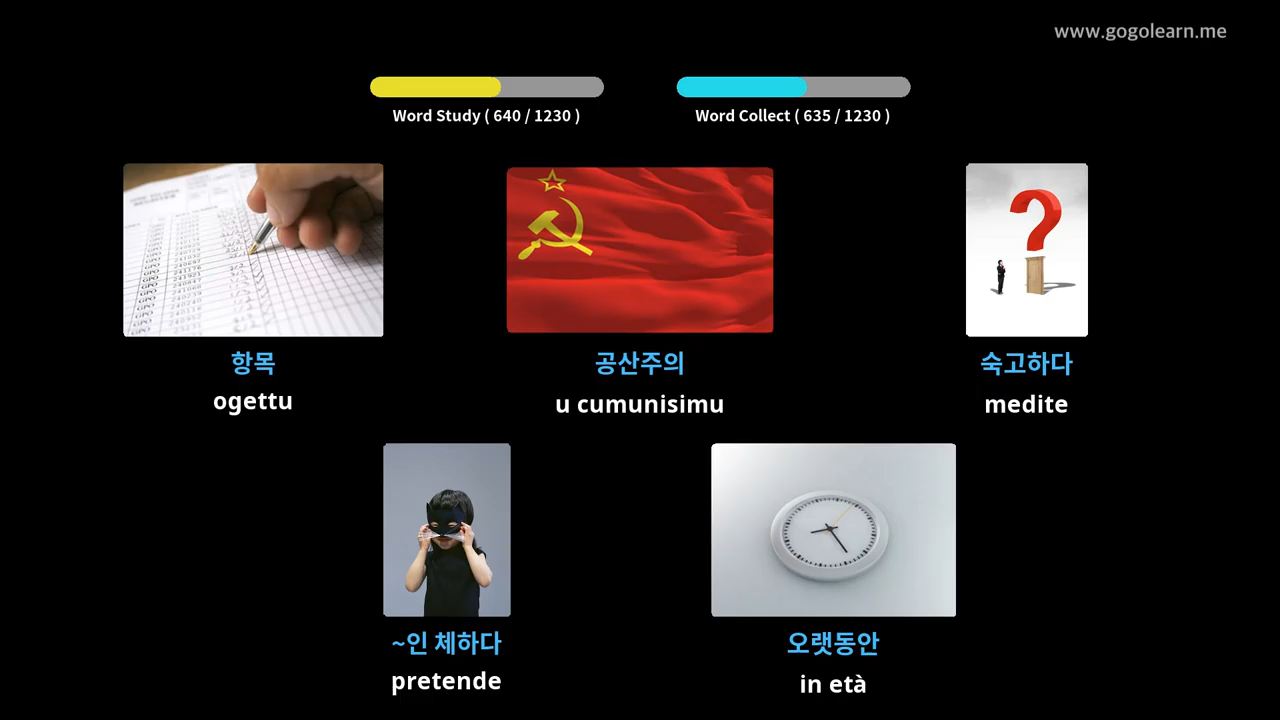 www.gogolearn.me
Word Study ( 640 / 1230 )
Word Collect ( 635 / 1230 )
항목
ogettu
공산주의
u cumunisimu
숙고하다
medite
~인 체하다
pretende
오랫동안
in età